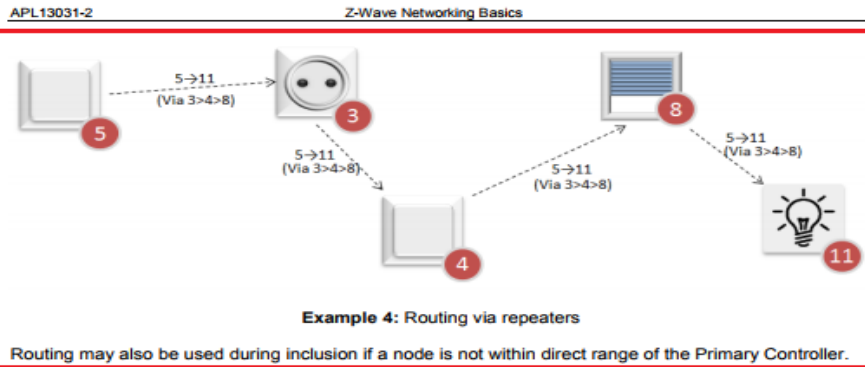 APL13031-2 Z-Wave Networking Basics
5→11
(Via 3>4>8)
5
3
5→11
(Via 3>4>8)
4
5→11
(Via 3>4>8)
8
5→11
(Via 3>4>8)
11
Example 4: Routing via repeaters
Routing may also be used during inclusion if a node is not within direct range of the Primary Controller.